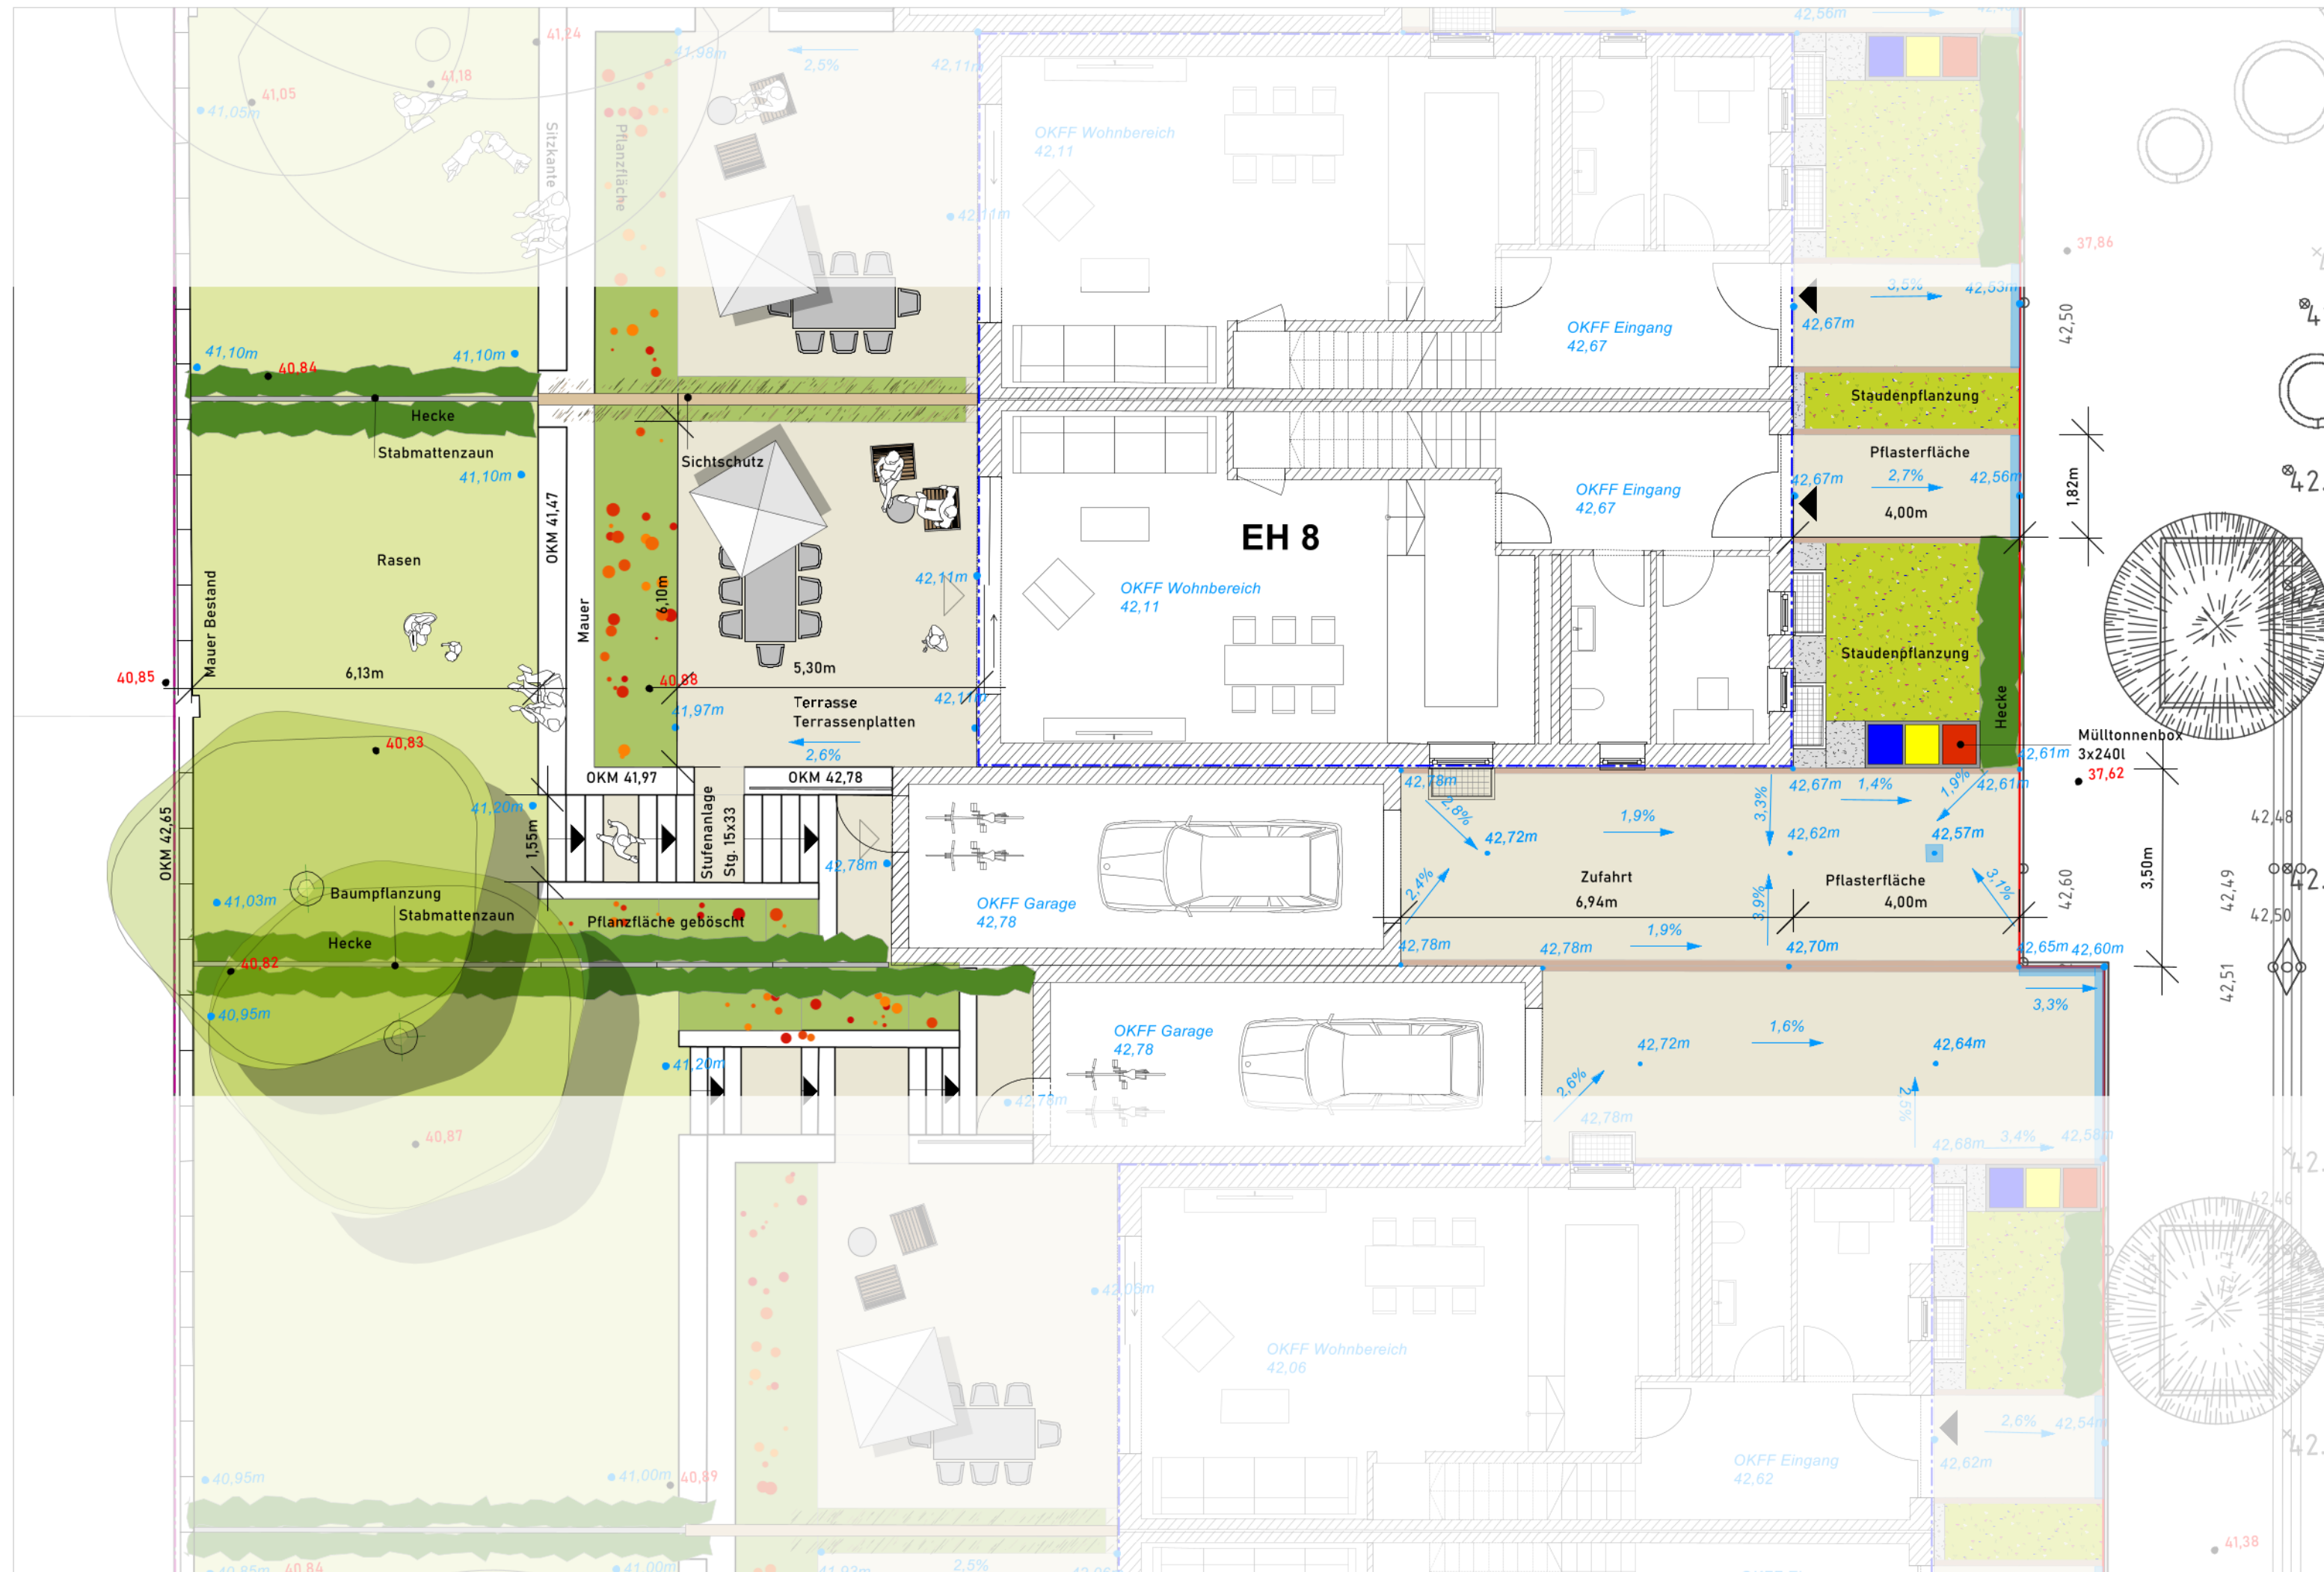 42,56m
41,24
41,98m
2,5%
42,11m
41,18
41,05
41,05m
Sitzkante
Pflanzfläche
OKFF Wohnbereich
42,11
42,11m
37,86
3,5%
42,53m
42,67m
42,50
OKFF Eingang
42,67
41,10m
40,84
41,10m
Hecke
Stabmattenzaun
41,10m
Sichtschutz
Staudenpflanzung
Pflasterfläche
42,67m
2,7%
42,56m
4,00m
1,82m
OKFF Eingang
42,67
EH 8
OKM 41,47
Rasen
Mauer Bestand
Mauer
6,10m
42,11m
OKFF Wohnbereich
42,11
Staudenpflanzung
Hecke
40,85
6,13m
40,88
5,30m
42,11m
41,97m
Terrasse
Terrassenplatten
2,6%
40,83
OKM 41,97
OKM 42,78
Mülltonnenbox
3x240l
37,62
42,61m
42,61m
42,78m
42,67m
1,4%
1,9%
OKM 42,65
41,20m
1,55m
Stufenanlage
Stg. 15x33
42,78m
2,8%
42,72m
1,9%
3,3%
42,62m
42,57m
42,48
3,50m
Baumpflanzung
41,03m
Stabmattenzaun
Pflanzfläche geböscht
Hecke
OKFF Garage
42,78
2,4%
Zufahrt
6,94m
3,9%
Pflasterfläche
4,00m
3,1%
42,60
42,49
42,50
40,82
42,78m
42,78m
1,9%
42,70m
42,65m
42,60m
42,51
40,95m
3,3%
OKFF Garage
42,78
42,72m
1,6%
42,64m
41,20m
2,6%
42,78m
42,78m
2,5%
42,68m
3,4%
42,58m
40,87
42,46
42,05m
OKFF Wohnbereich
42,06
2,6%
42,54m
42,62m
OKFF Eingang
42,62
40,95m
41,00m
40,89
41,38
40,85m
40,84
41,00m
41,93m
2,5%